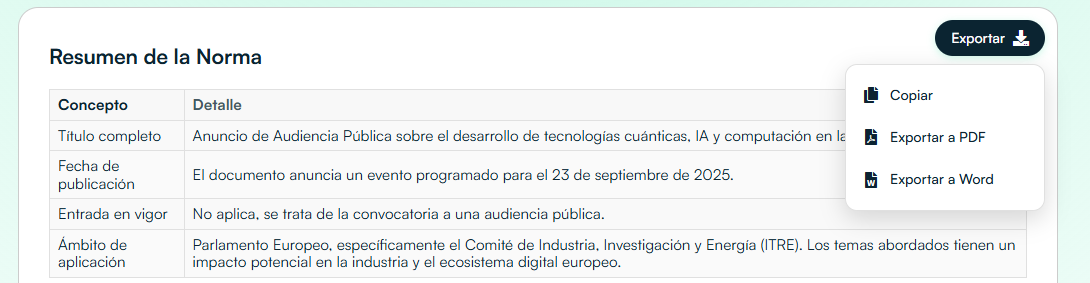 Exportar
Resumen de la Norma
Copiar
Exportar a PDF
Exportar a Word
Concepto Detalle
Título completo Anuncio de Audiencia Pública sobre el desarrollo de tecnologías cuánticas, IA y computación en
Fecha de
publicación
El documento anuncia un evento programado para el 23 de septiembre de 2025.
Entrada en vigor No aplica, se trata de la convocatoria a una audiencia pública.
Ámbito de
aplicación
Parlamento Europeo, específicamente el Comité de Industria, Investigación y Energía (ITRE). Los temas abordados tienen un
impacto potencial en la industria y el ecosistema digital europeo.